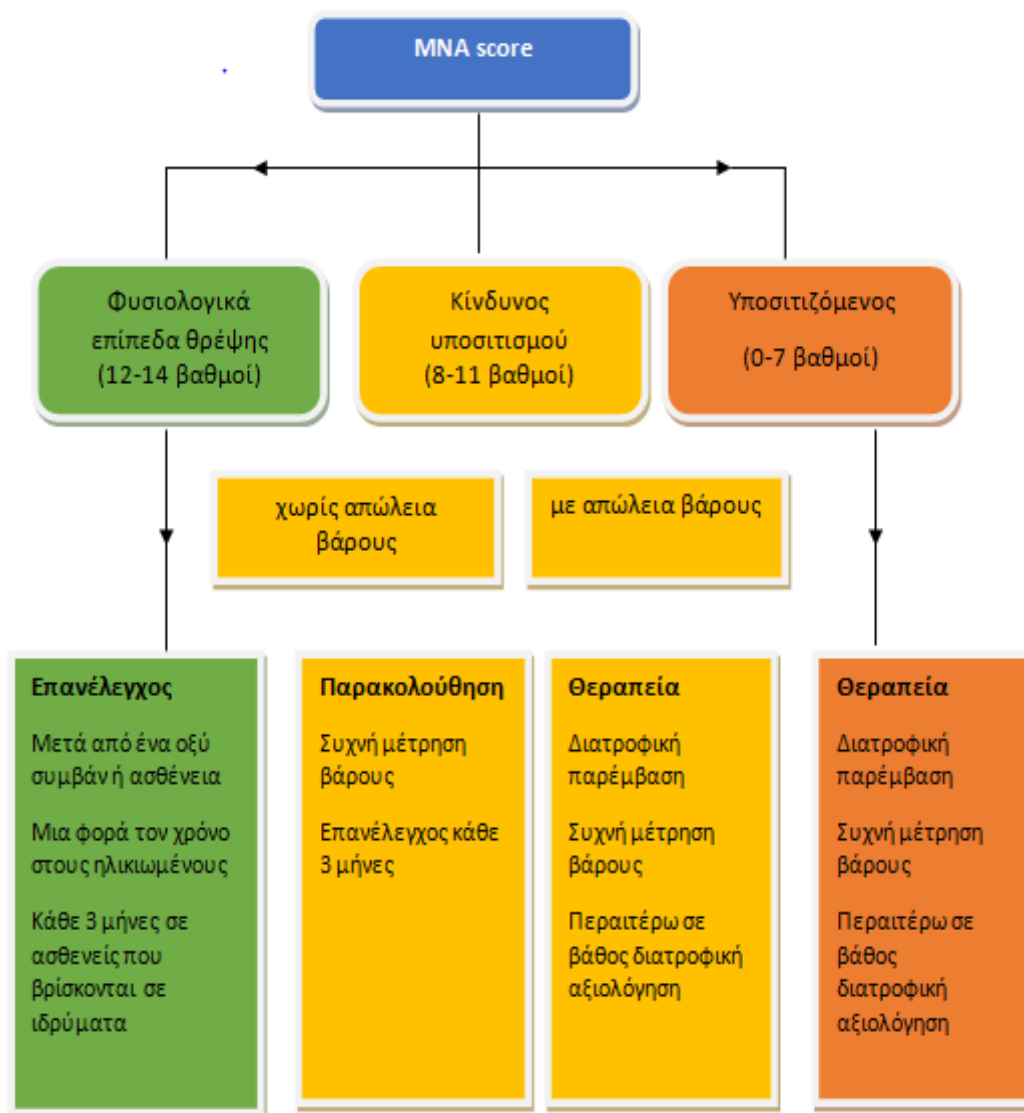 MNA score
Φυσιολογικά
επίπεδα θρέψης
(12-14 βαθμοί)
Κίνδυνος
υποσιτισμού
(8-11 βαθμοί)
Υποσιτιζόμενος
(0-7 βαθμοί)
χωρίς απώλεια
βάρους
με απώλεια βάρους
Επανέλεγχος
Μετά από ένα οξύ
συμβάν ή ασθένεια
Μια φορά τον χρόνο
στους ηλικιωμένους
Κάθε 3 μήνες σε
ασθενείς που
βρίσκονται σε
ιδρύματα
Παρακολούθηση
Συχνή μέτρηση
βάρους
Επανέλεγχος κάθε
3 μήνες
Θεραπεία
Διατροφική
παρέμβαση
Συχνή μέτρηση
βάρους
Περαιτέρω σε
βάθος διατροφική
αξιολόγηση
Θεραπεία
Διατροφική
παρέμβαση
Συχνή μέτρηση
βάρους
Περαιτέρω σε
βάθος
διατροφική
αξιολόγηση